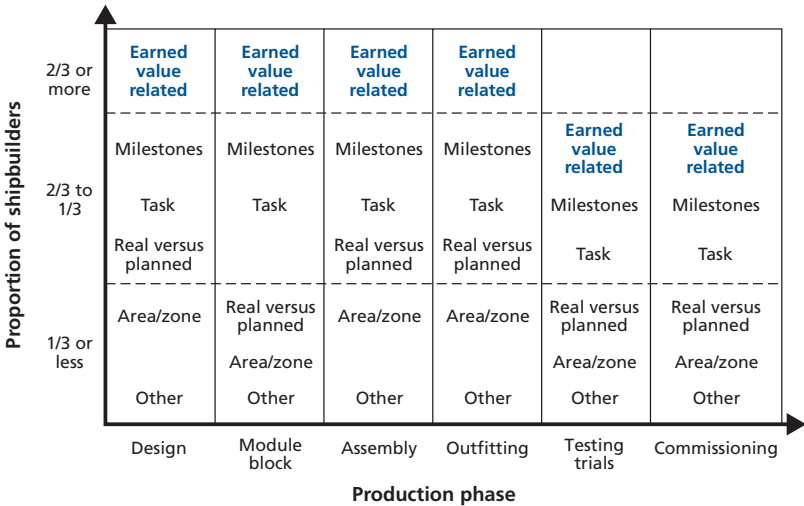 Proportion of shipbuilders
2/3 or
more
Earned
value
related
Earned
value
related
Earned
value
related
Earned
value
related
2/3 to
1/3
Milestones
Task
Real versus
planned
Milestones
Task
Milestones
Task
Real versus
planned
Milestones
Task
Real versus
planned
Earned
value
related
Milestones
Task
Earned
value
related
Milestones
Task
1/3 or
less
Area/zone
Other
Real versus
planned
Area/zone
Other
Area/zone
Other
Area/zone
Other
Real versus
planned
Area/zone
Other
Real versus
planned
Area/zone
Other
Design
Module
block
Assembly
Outfitting
Testing
trials
Commissioning
Production phase